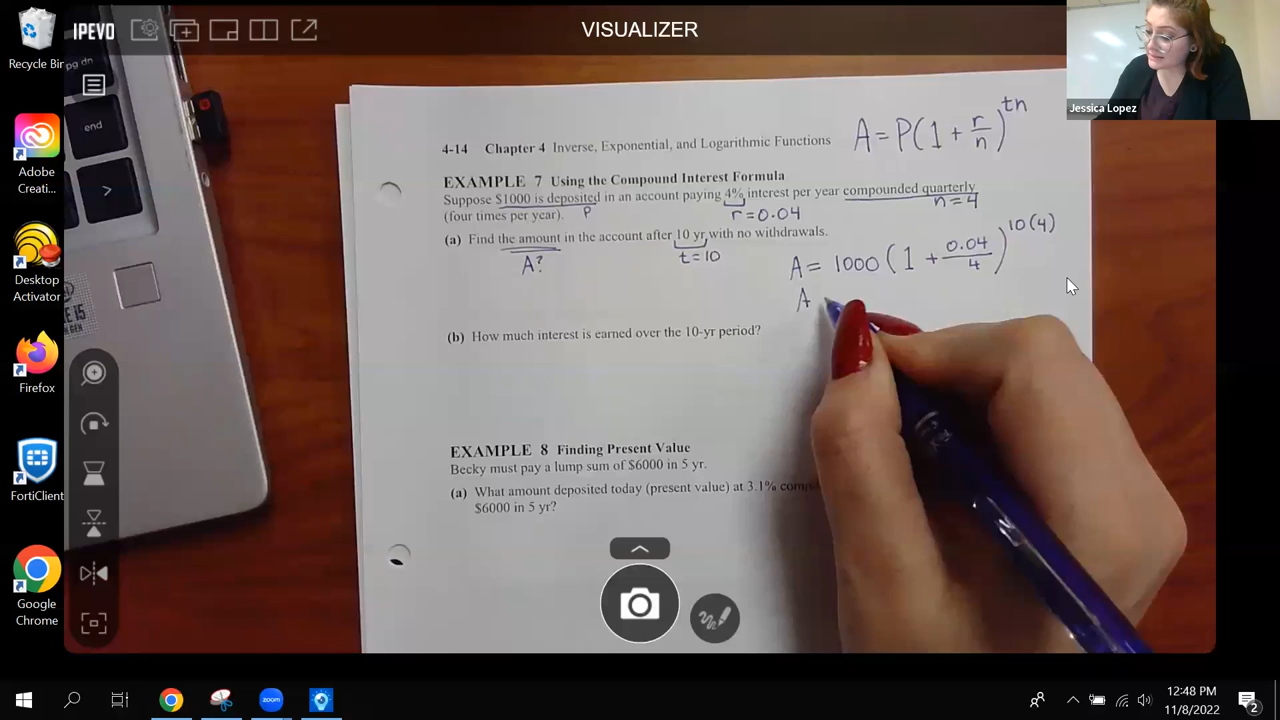 VISUALIZER
IPEVO
Recycle Bin
Adobe
Creati...
Desktop
Activator
Firefox
FortiClient
Google
Chrome
pg dn
end
Jessica Lopez
4-14 Chapter 4 Inverse, Exponential, and Logarithmic Functions
A = P(1 + r/n)^tn
EXAMPLE 7 Using the Compound Interest Formula
Suppose $1000 is deposited in an account paying 4% interest per year compounded quarterly
(four times per year).
P
r = 0.04
n = 4
(a) Find the amount in the account after 10 yr with no withdrawals.
A?
t = 10
A = 1000 (1 + 0.04/4)^10(4)
A
(b) How much interest is earned over the 10-yr period?
EXAMPLE 8 Finding Present Value
Becky must pay a lump sum of $6000 in 5 yr.
(a) What amount deposited today (present value) at 3.1%
$6000 in 5 yr?
zoom
12:48 PM
11/8/2022
2